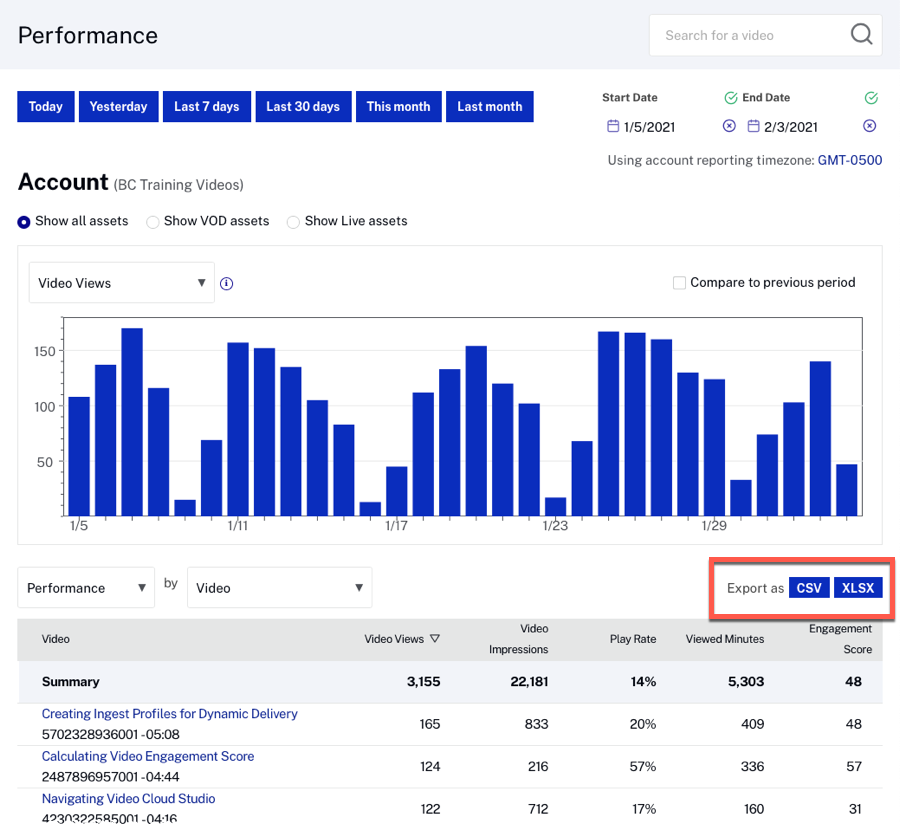 Performance
Search for a video
Today Yesterday Last 7 days Last 30 days This month Last month
Start Date End Date
1/5/2021 2/3/2021
Using account reporting timezone: GMT-0500
Account (BC Training Videos)
Show all assets Show VOD assets Show Live assets
Video Views
Compare to previous period
150
100
50
1/5 1/11 1/17 1/23 1/29
Performance by Video
Export as CSV XLSX
Video Video Views Video Impressions Play Rate Viewed Minutes Engagement Score
Summary 3,155 22,181 14% 5,303 48
Creating Ingest Profiles for Dynamic Delivery
5702328936001 -05:08
165 833 20% 409 48
Calculating Video Engagement Score
2487896957001 -04:44
124 216 57% 336 57
Navigating Video Cloud Studio
4230322585001 -04:16
122 712 17% 160 31